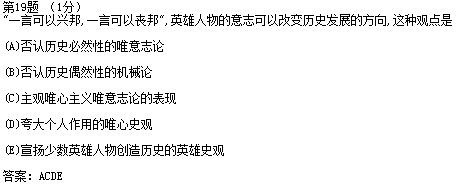 第19题 (1分)
"一言可以兴邦,一言可以丧邦",英雄人物的意志可以改变历史发展的方向,这种观点是
(A)否认历史必然性的唯意志论
(B)否认历史偶然性的机械论
(C)主观唯心主义唯意志论的表现
(D)夸大个人作用的唯心史观
(E)宣扬少数英雄人物创造历史的英雄史观
答案: ACDE